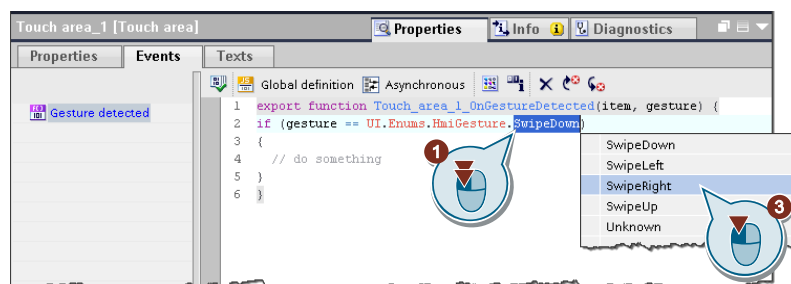 Touch area_1 [Touch area]
Properties Info Diagnostics
Properties Events Texts
Global definition Asynchronous
Gesture detected
1 export function Touch_area_1_OnGestureDetected(item, gesture) {
2 if (gesture == UI.Enums.HmiGesture.SwipeDown)
3 {
4 // do something
5 }
6 }
SwipeDown
SwipeLeft
SwipeRight
SwipeUp
Unknown
1
3